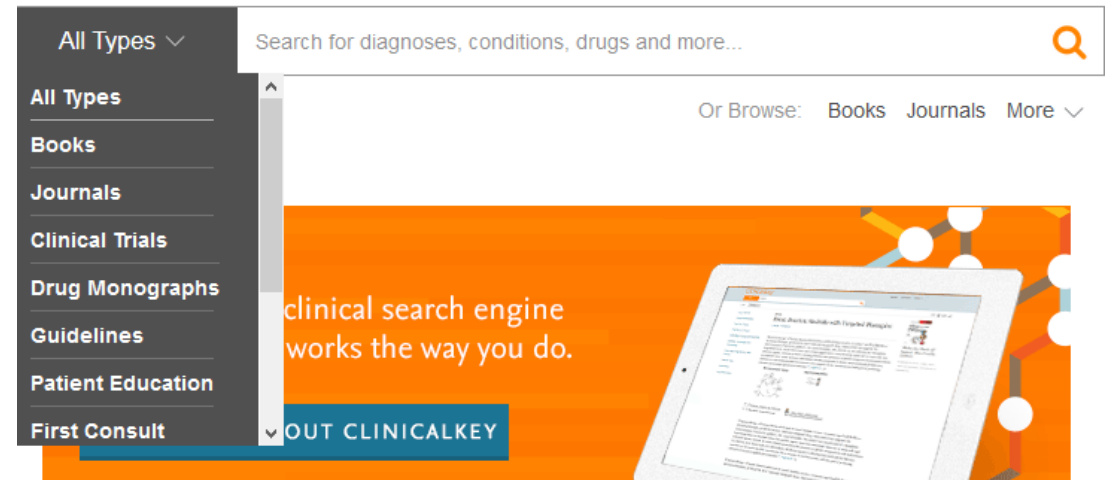 All Types
Search for diagnoses, conditions, drugs and more...
All Types
Or Browse: Books Journals More
Books
Journals
Clinical Trials
Drug Monographs
Guidelines
Patient Education
First Consult
clinical search engine
works the way you do.
OUT CLINICALKEY